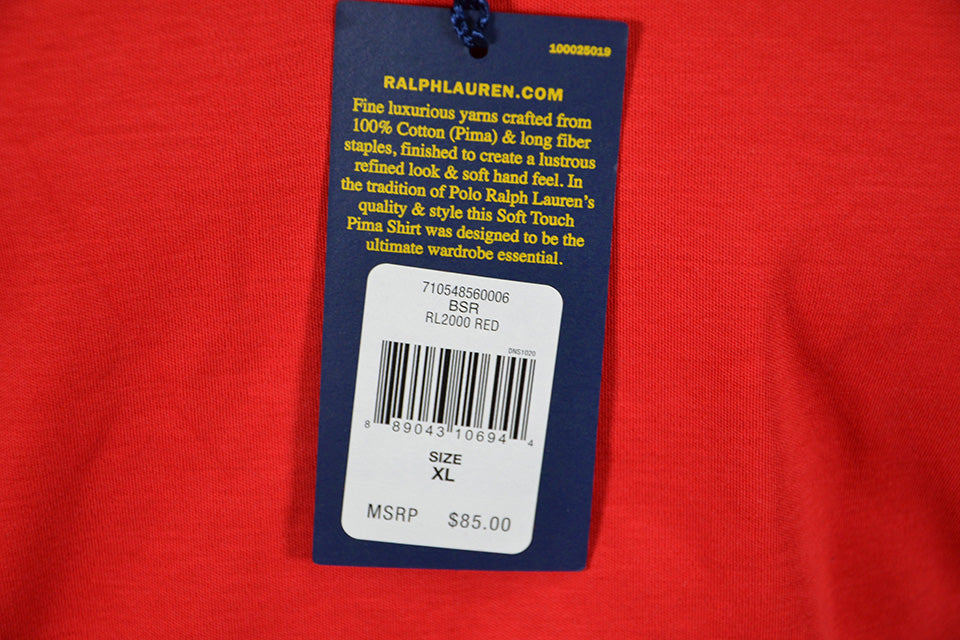 100025019
RALPHLAUREN.COM
Fine luxurious yarns crafted from
100% Cotton (Pima) & long fiber
staples, finished to create a lustrous
refined look & soft hand feel. In
the tradition of Polo Ralph Lauren's
quality & style this Soft Touch
Pima Shirt was designed to be the
ultimate wardrobe essential.
710548560006
BSR
RL2000 RED
DNS1020
8 89043 10694 4
SIZE
XL
MSRP $85.00